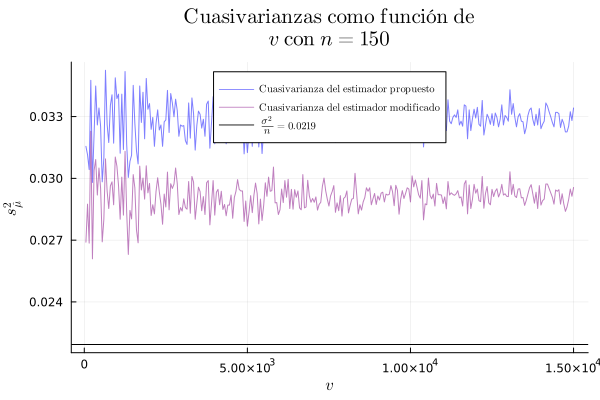 Cuasivarianzas como función de
v con n = 150
Cuasivarianza del estimador propuesto
Cuasivarianza del estimador modificado
σ²/n = 0.0219
0.033
0.030
0.027
0.024
s²_μ̂
0
5.00×10³
1.00×10⁴
1.50×10⁴
v